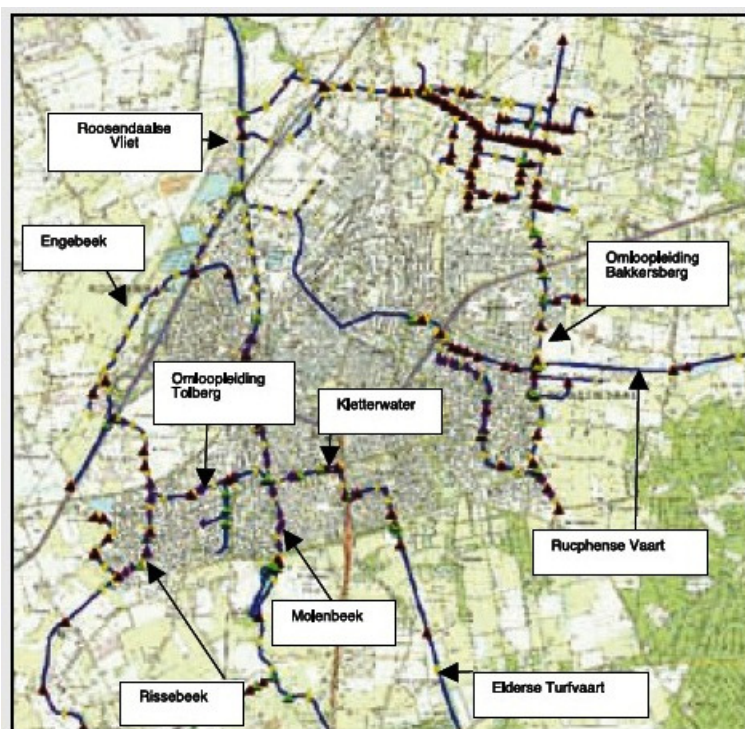 Roosendaalse
Vliet
Engebeek
Omloopleiding
Bakkersberg
Omloopleiding
Tolberg
Kletterwater
Rucphense Vaart
Molenbeek
Rissebeek
Elderse Turfvaart